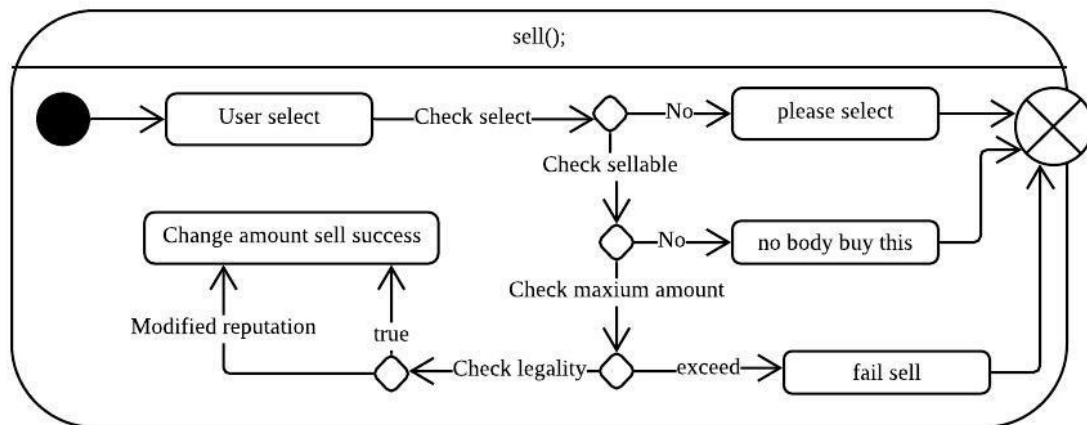 sell();
User select
Check select
No
please select
Check sellable
Change amount sell success
No
no body buy this
Check maxium amount
Modified reputation
true
Check legality
exceed
fail sell